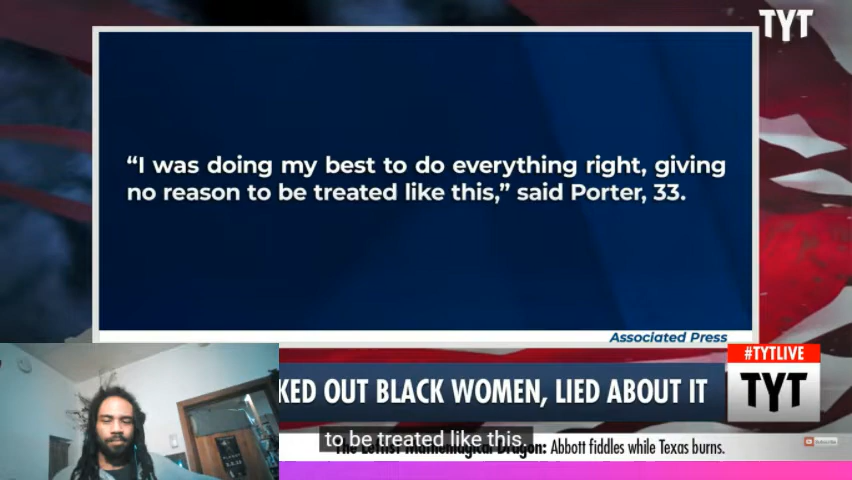 TYT
“I was doing my best to do everything right, giving
no reason to be treated like this,” said Porter, 33.
Associated Press
#TYTLIVE
KED OUT BLACK WOMEN, LIED ABOUT IT
TYT
to be treated like this.
Dragon: Abbott fiddles while Texas burns.